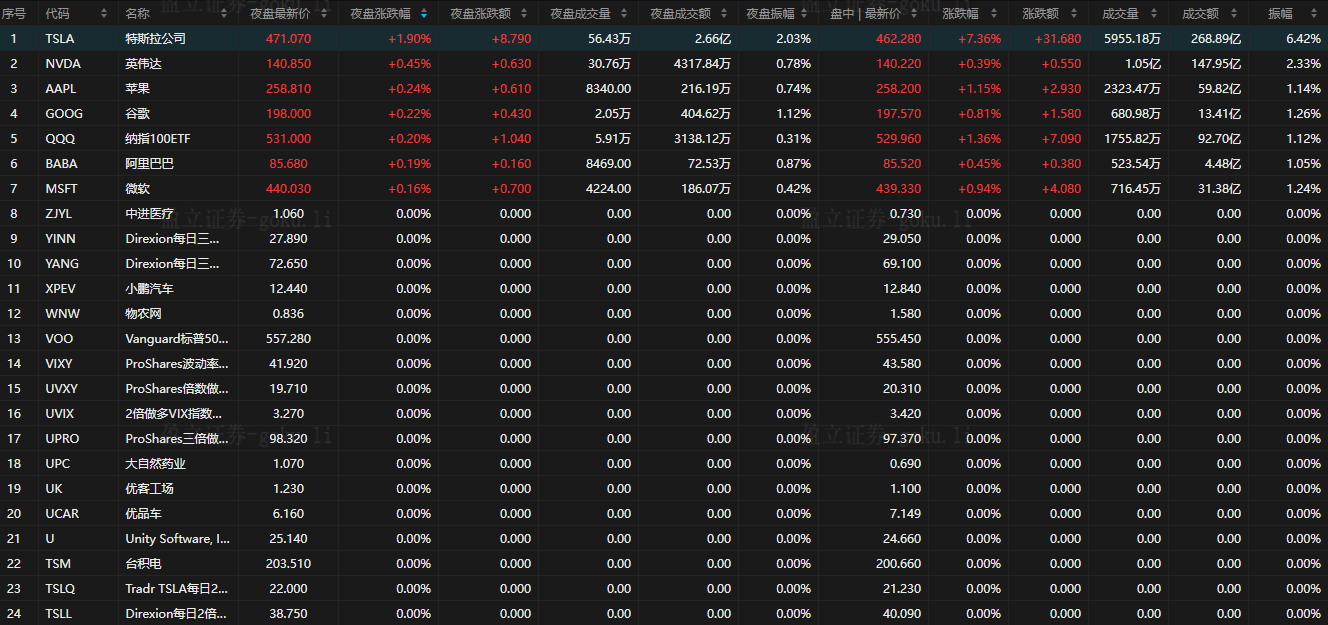 序号 代码 名称 夜盘最新价 夜盘涨跌幅 夜盘涨跌额 夜盘成交量 夜盘成交额 夜盘振幅 盘中 | 最新价 涨跌幅 涨跌额 成交量 成交额 振幅
1 TSLA 特斯拉公司 471.070 +1.90% +8.790 56.43万 2.66亿 2.03% 462.280 +7.36% +31.680 5955.18万 268.89亿 6.42%
2 NVDA 英伟达 140.850 +0.45% +0.630 30.76万 4317.84万 0.78% 140.220 +0.39% +0.550 1.05亿 147.95亿 2.33%
3 AAPL 苹果 258.810 +0.24% +0.610 8340.00 216.19万 0.74% 258.200 +1.15% +2.930 2323.47万 59.82亿 1.14%
4 GOOG 谷歌 198.000 +0.22% +0.430 2.05万 404.62万 1.12% 197.570 +0.81% +1.580 680.98万 13.41亿 1.26%
5 QQQ 纳指100ETF 531.000 +0.20% +1.040 5.91万 3138.12万 0.31% 529.960 +1.36% +7.090 1755.82万 92.70亿 1.12%
6 BABA 阿里巴巴 85.680 +0.19% +0.160 8469.00 72.53万 0.87% 85.520 +0.45% +0.380 523.54万 4.48亿 1.05%
7 MSFT 微软 440.030 +0.16% +0.700 4224.00 186.07万 0.42% 439.330 +0.94% +4.080 716.45万 31.38亿 1.24%
8 ZJYL 中进医疗 1.060 0.00% 0.000 0.00 0.00 0.00% 0.730 0.00% 0.000 0.00 0.00 0.00%
9 YINN Direxion每日三... 27.890 0.00% 0.000 0.00 0.00 0.00% 29.050 0.00% 0.000 0.00 0.00 0.00%
10 YANG Direxion每日三... 72.650 0.00% 0.000 0.00 0.00 0.00% 69.100 0.00% 0.000 0.00 0.00 0.00%
11 XPEV 小鹏汽车 12.440 0.00% 0.000 0.00 0.00 0.00% 12.840 0.00% 0.000 0.00 0.00 0.00%
12 WNW 物农网 0.836 0.00% 0.000 0.00 0.00 0.00% 1.580 0.00% 0.000 0.00 0.00 0.00%
13 VOO Vanguard标普50... 557.280 0.00% 0.000 0.00 0.00 0.00% 555.450 0.00% 0.000 0.00 0.00 0.00%
14 VIXY ProShares波动率... 41.920 0.00% 0.000 0.00 0.00 0.00% 43.580 0.00% 0.000 0.00 0.00 0.00%
15 UVXY ProShares倍数做... 19.710 0.00% 0.000 0.00 0.00 0.00% 20.310 0.00% 0.000 0.00 0.00 0.00%
16 UVIX 2倍做多VIX指数... 3.270 0.00% 0.000 0.00 0.00 0.00% 3.420 0.00% 0.000 0.00 0.00 0.00%
17 UPRO ProShares三倍做... 98.320 0.00% 0.000 0.00 0.00 0.00% 97.370 0.00% 0.000 0.00 0.00 0.00%
18 UPC 大自然药业 1.070 0.00% 0.000 0.00 0.00 0.00% 0.690 0.00% 0.000 0.00 0.00 0.00%
19 UK 优客工场 1.230 0.00% 0.000 0.00 0.00 0.00% 1.100 0.00% 0.000 0.00 0.00 0.00%
20 UCAR 优品车 6.160 0.00% 0.000 0.00 0.00 0.00% 7.149 0.00% 0.000 0.00 0.00 0.00%
21 U Unity Software, I... 25.140 0.00% 0.000 0.00 0.00 0.00% 24.660 0.00% 0.000 0.00 0.00 0.00%
22 TSM 台积电 203.510 0.00% 0.000 0.00 0.00 0.00% 200.660 0.00% 0.000 0.00 0.00 0.00%
23 TSLQ Tradr TSLA每日2... 22.000 0.00% 0.000 0.00 0.00 0.00% 21.230 0.00% 0.000 0.00 0.00 0.00%
24 TSLL Direxion每日2倍... 38.750 0.00% 0.000 0.00 0.00 0.00% 40.090 0.00% 0.000 0.00 0.00 0.00%
盈立证券-goku.li
盈立证券-goku.li
盈立证券-goku.li
盈立证券-goku.li
盈立证券-goku.li
盈立证券-goku.li